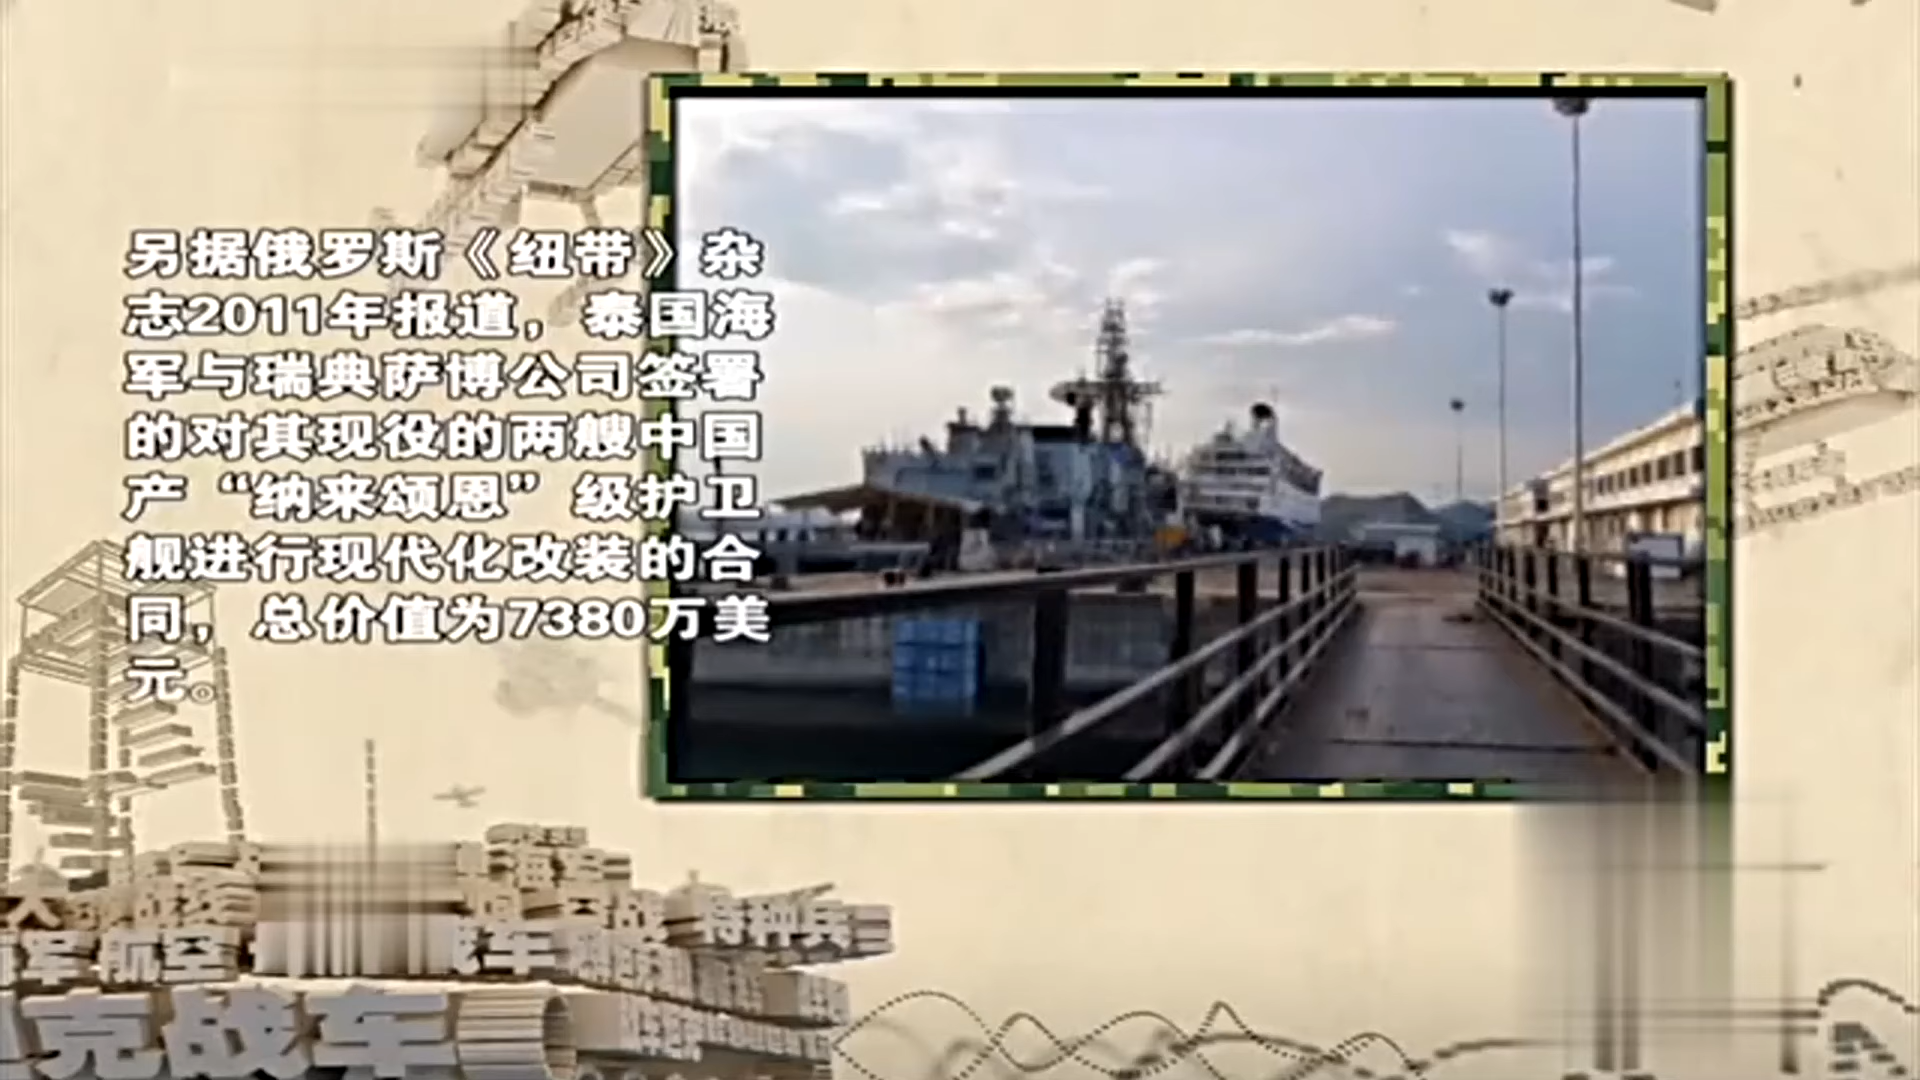 另据俄罗斯《纽带》杂
志2011年报道，泰国海
军与瑞典萨博公司签署
的对其现役的两艘中国
产“纳来颂恩”级护卫
舰进行现代化改装的合
同，总价值为7380万美
元。
特种兵
军航空
战车
克战车